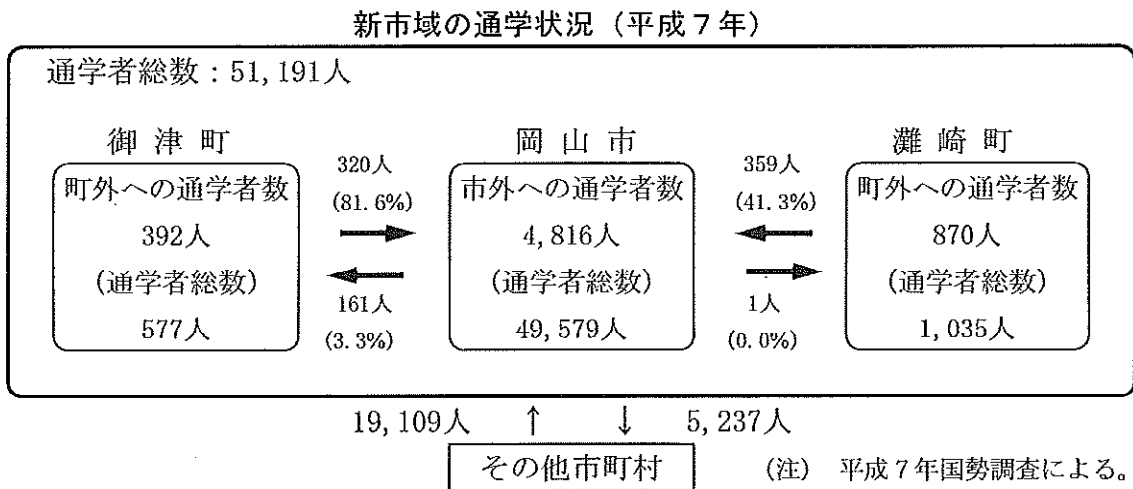 新市域の通学状況（平成７年）
通学者総数：51,191人
御津町
岡山市
灘崎町
町外への通学者数
392人
(通学者総数)
577人
320人
(81.6%)
161人
(3.3%)
市外への通学者数
4,816人
(通学者総数)
49,579人
359人
(41.3%)
1人
(0.0%)
町外への通学者数
870人
(通学者総数)
1,035人
19,109人 ↑ ↓ 5,237人
その他市町村
(注) 平成７年国勢調査による。